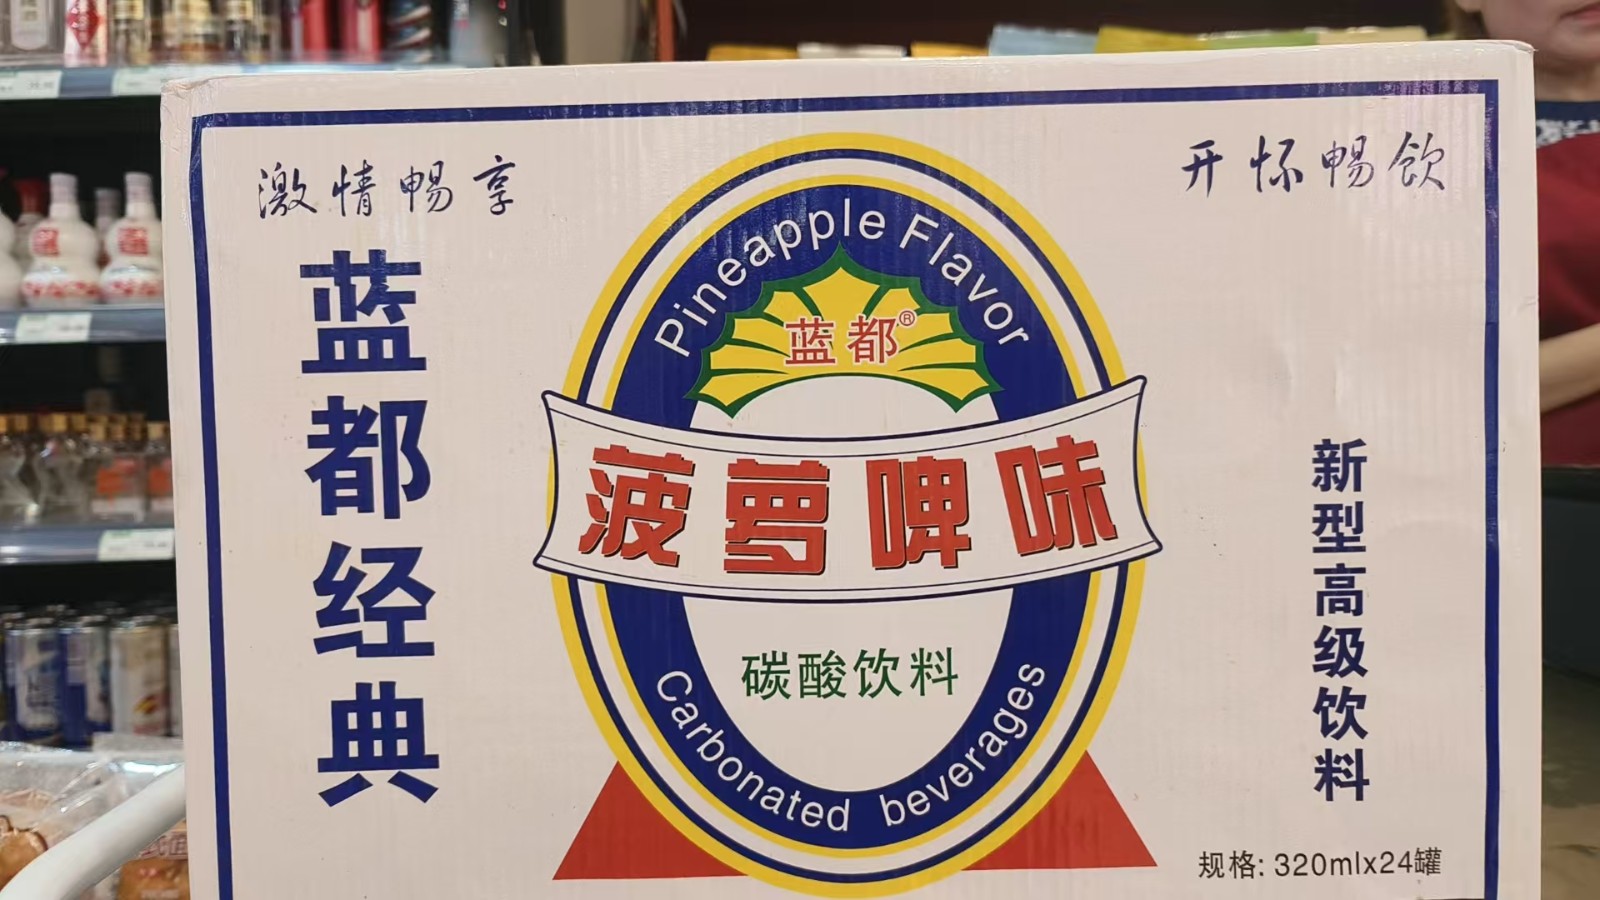 激情畅享
开怀畅饮
蓝都经典
Pineapple Flavor
蓝都®
菠萝啤味
碳酸饮料
Carbonated beverages
新型高级饮料
规格: 320mlx24罐